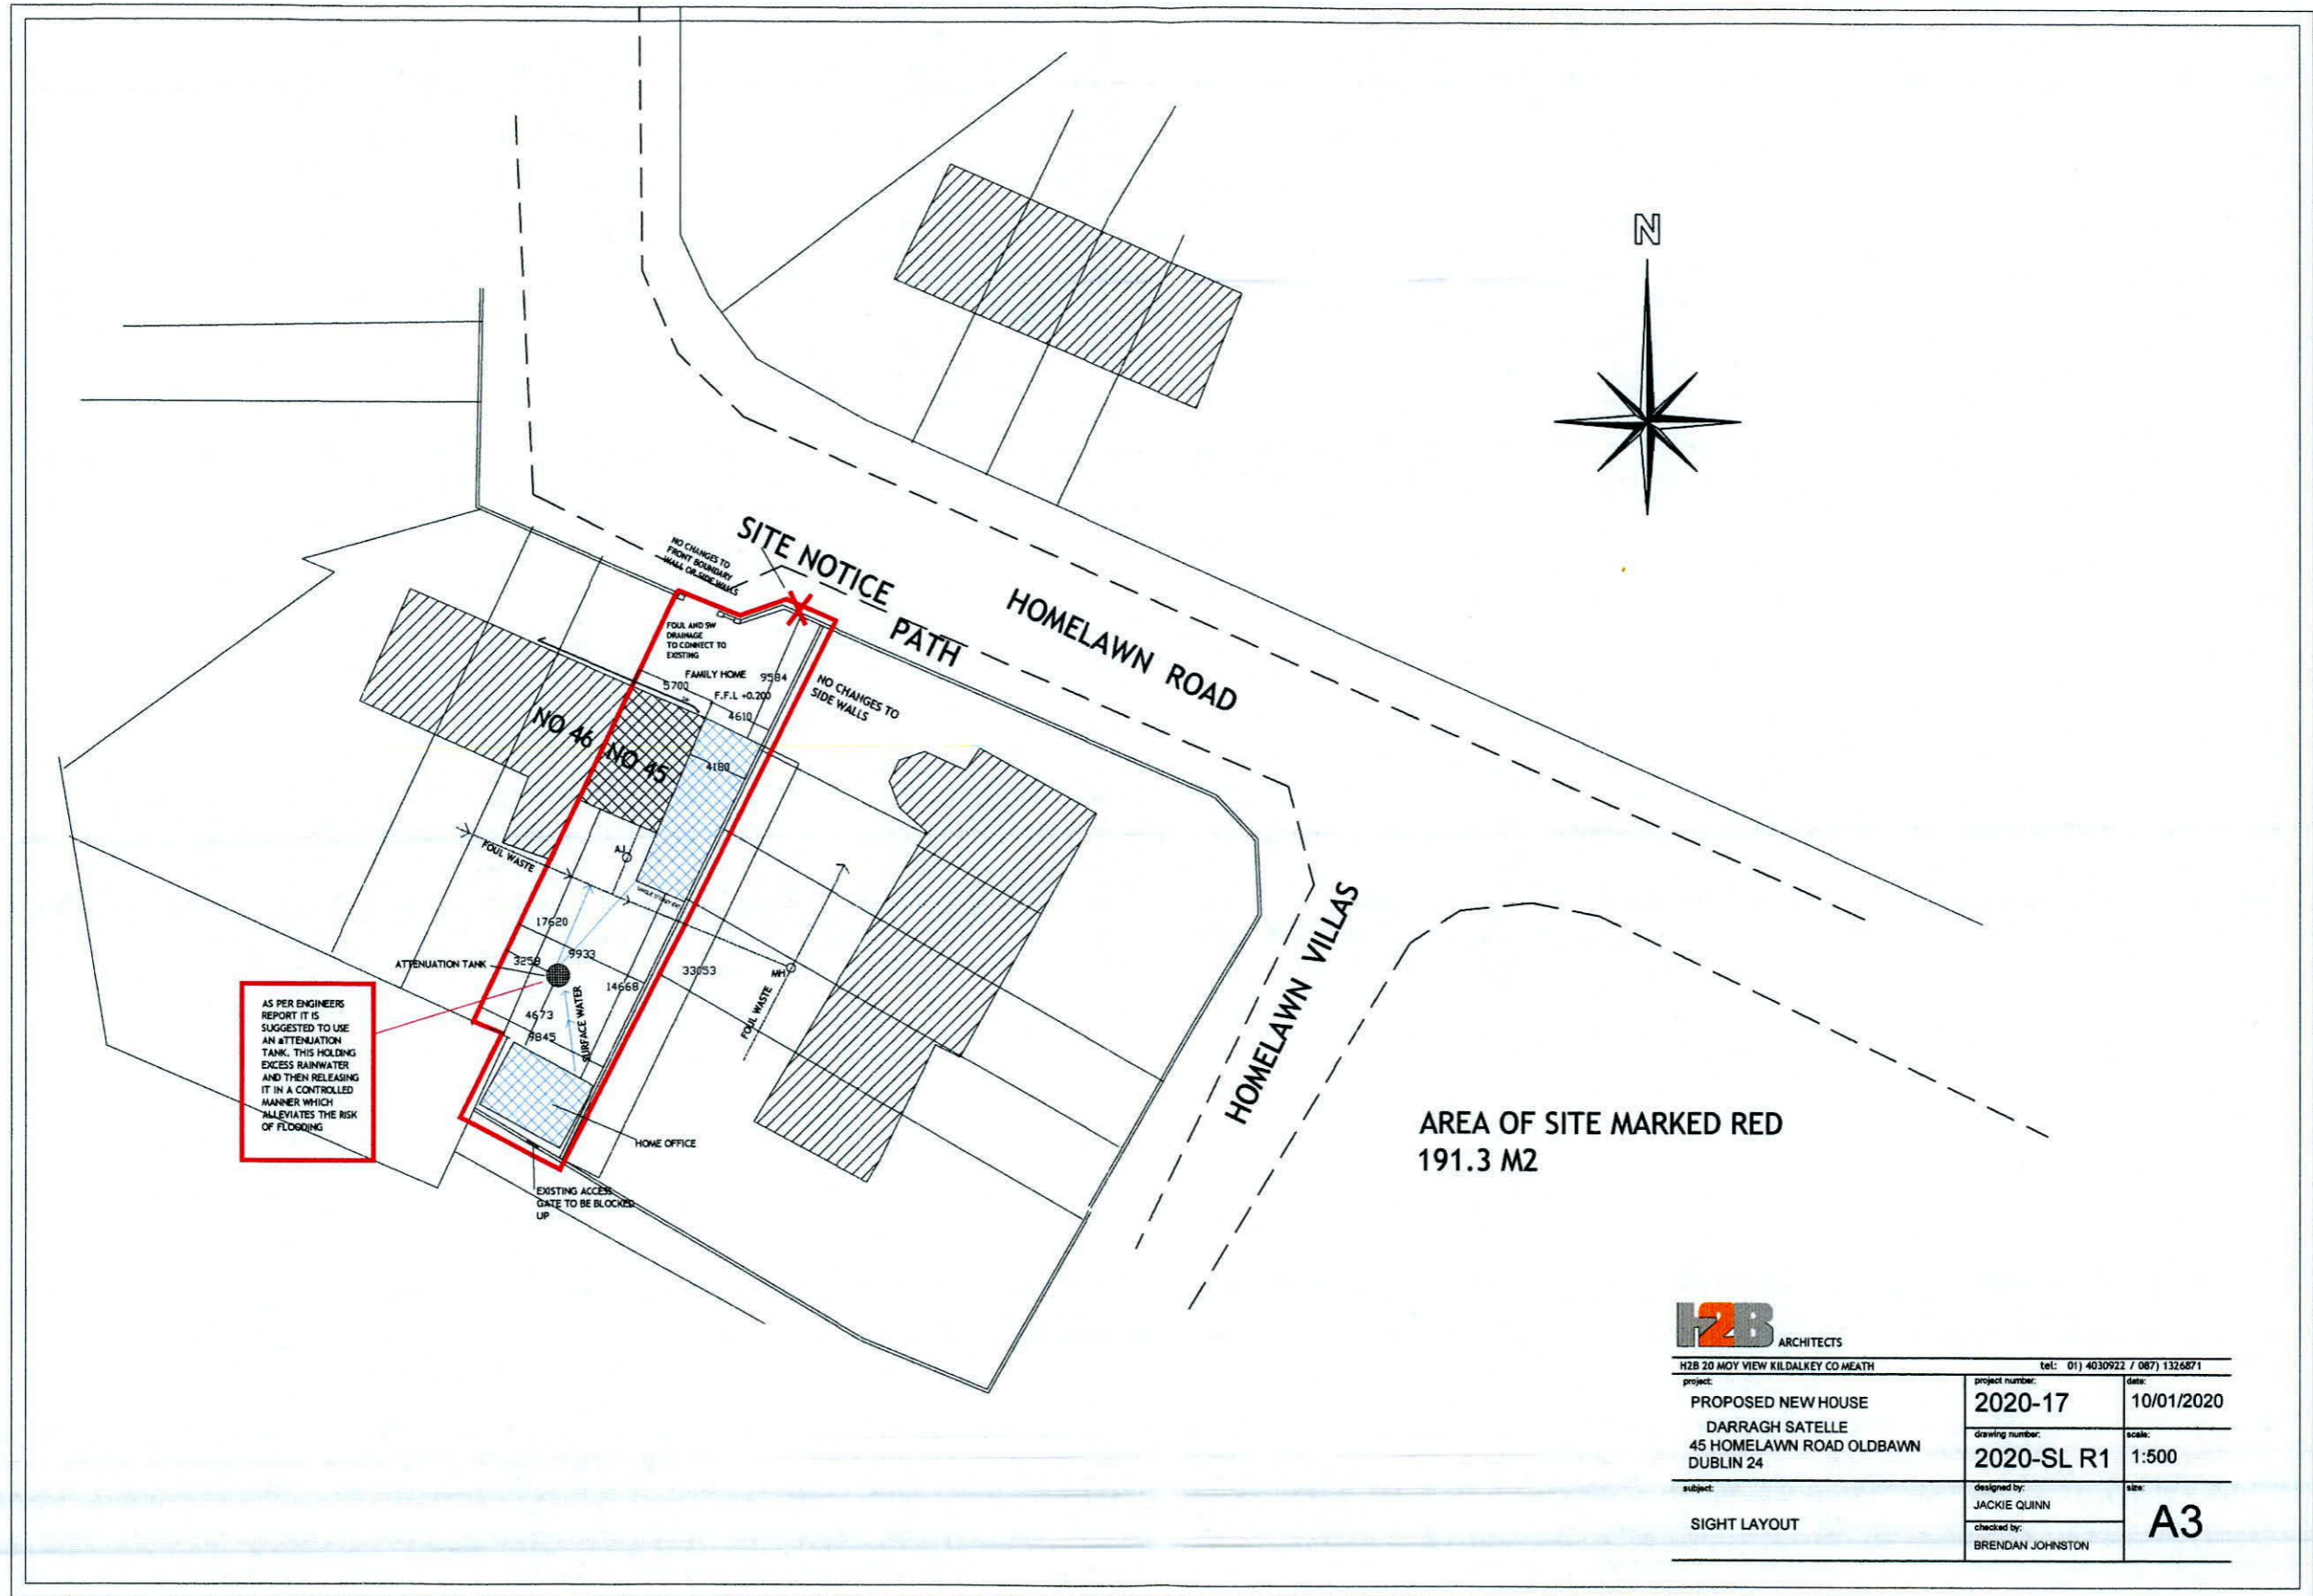 N
SITE NOTICE
NO CHANGES TO
FRONT BOUNDARY
WALL OR SIDE WALLS
HOMELAWN ROAD
PATH
FOUL AND SW
DRAINAGE
TO CONNECT TO
EXISTING
FAMILY HOME
9584
5700
F.F.L +0.200
4610
NO CHANGES TO
SIDE WALLS
NO 46
NO 45
4180
AJ
FOUL WASTE
17620
ATTENUATION TANK
3258
9933
14668
33053
MH
FOUL WASTE
SURFACE WATER
4673
9845
HOMELAWN VILLAS
AS PER ENGINEERS
REPORT IT IS
SUGGESTED TO USE
AN aTTENUATION
TANK. THIS HOLDING
EXCESS RAINWATER
AND THEN RELEASING
IT IN A CONTROLLED
MANNER WHICH
ALLEVIATES THE RISK
OF FLOODING
HOME OFFICE
EXISTING ACCESS
GATE TO BE BLOCKED
UP
AREA OF SITE MARKED RED
191.3 M2
H2B ARCHITECTS
H2B 20 MOY VIEW KILDALKEY CO MEATH
tel: 01) 4030922 / 087) 1326871
project:
PROPOSED NEW HOUSE
DARRAGH SATELLE
45 HOMELAWN ROAD OLDBAWN
DUBLIN 24
project number:
2020-17
date:
10/01/2020
drawing number:
2020-SL R1
scale:
1:500
subject:
SIGHT LAYOUT
designed by:
JACKIE QUINN
checked by:
BRENDAN JOHNSTON
size:
A3